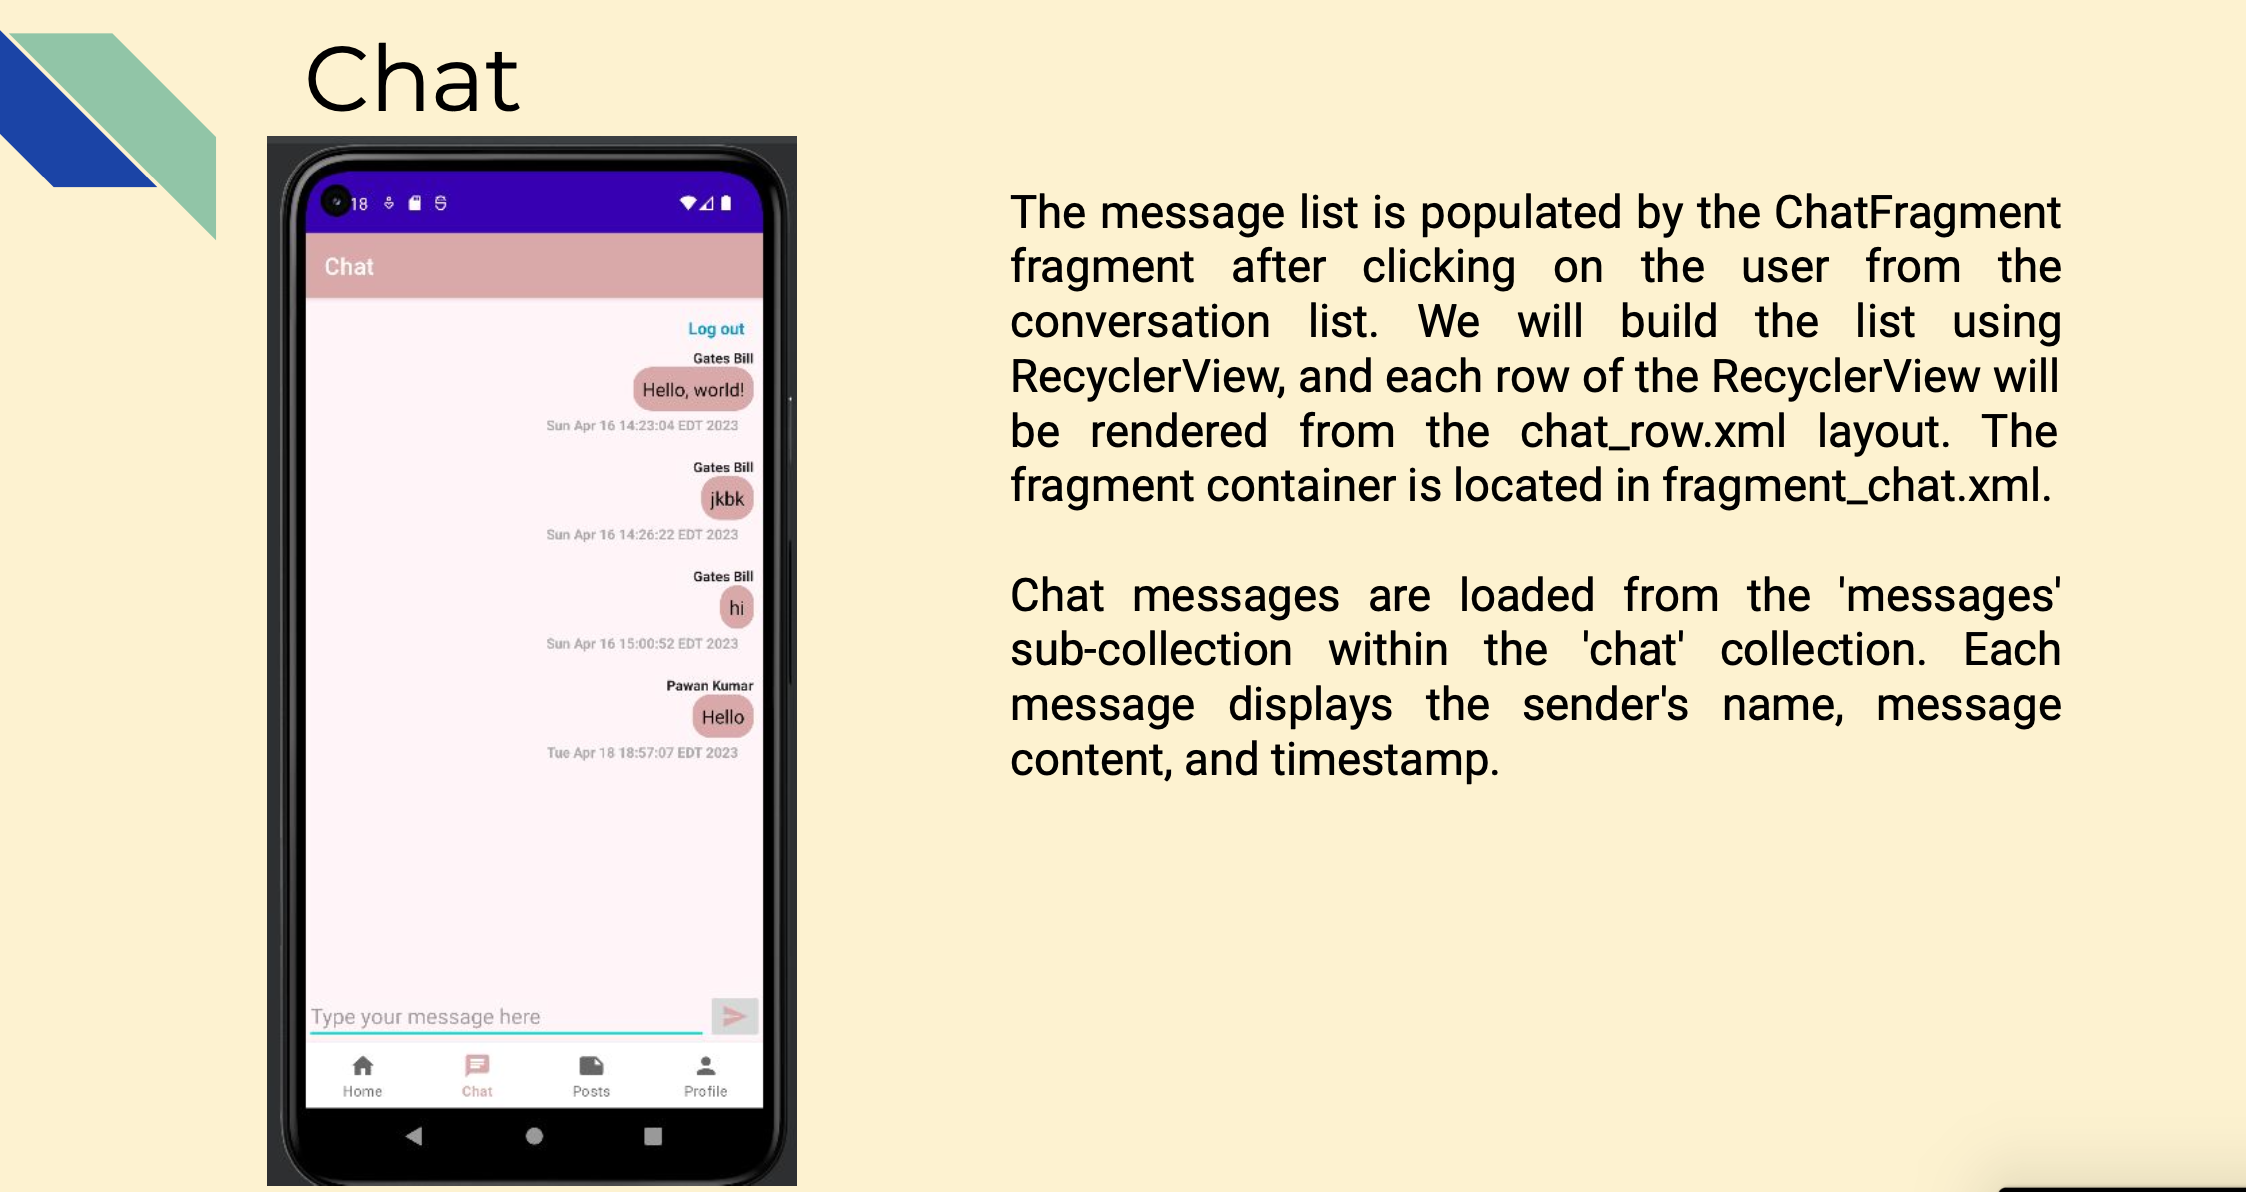 Chat
18
Chat
Log out
Gates Bill
Hello, world!
Sun Apr 16 14:23:04 EDT 2023
Gates Bill
jkbk
Sun Apr 16 14:26:22 EDT 2023
Gates Bill
hi
Sun Apr 16 15:00:52 EDT 2023
Pawan Kumar
Hello
Tue Apr 18 18:57:07 EDT 2023
Type your message here
Home Chat Posts Profile
The message list is populated by the ChatFragment
fragment after clicking on the user from the
conversation list. We will build the list using
RecyclerView, and each row of the RecyclerView will
be rendered from the chat_row.xml layout. The
fragment container is located in fragment_chat.xml.
Chat messages are loaded from the 'messages'
sub-collection within the 'chat' collection. Each
message displays the sender's name, message
content, and timestamp.